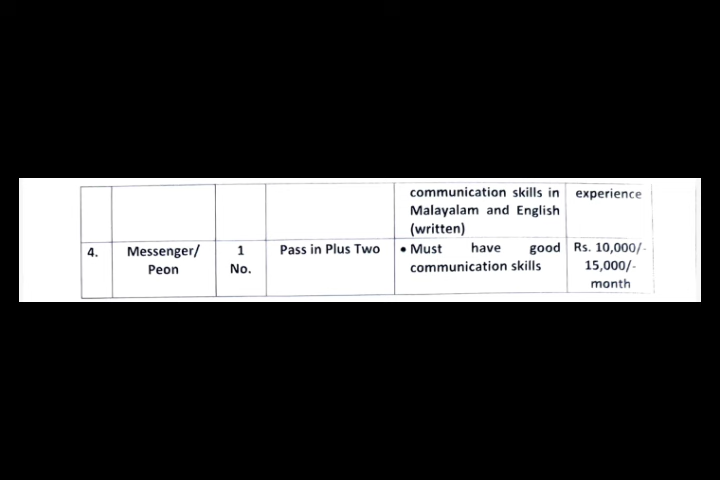 communication skills in experience
Malayalam and English
(written)
4. Messenger/ 1 Pass in Plus Two • Must have good Rs. 10,000/-
Peon No. communication skills 15,000/-
month